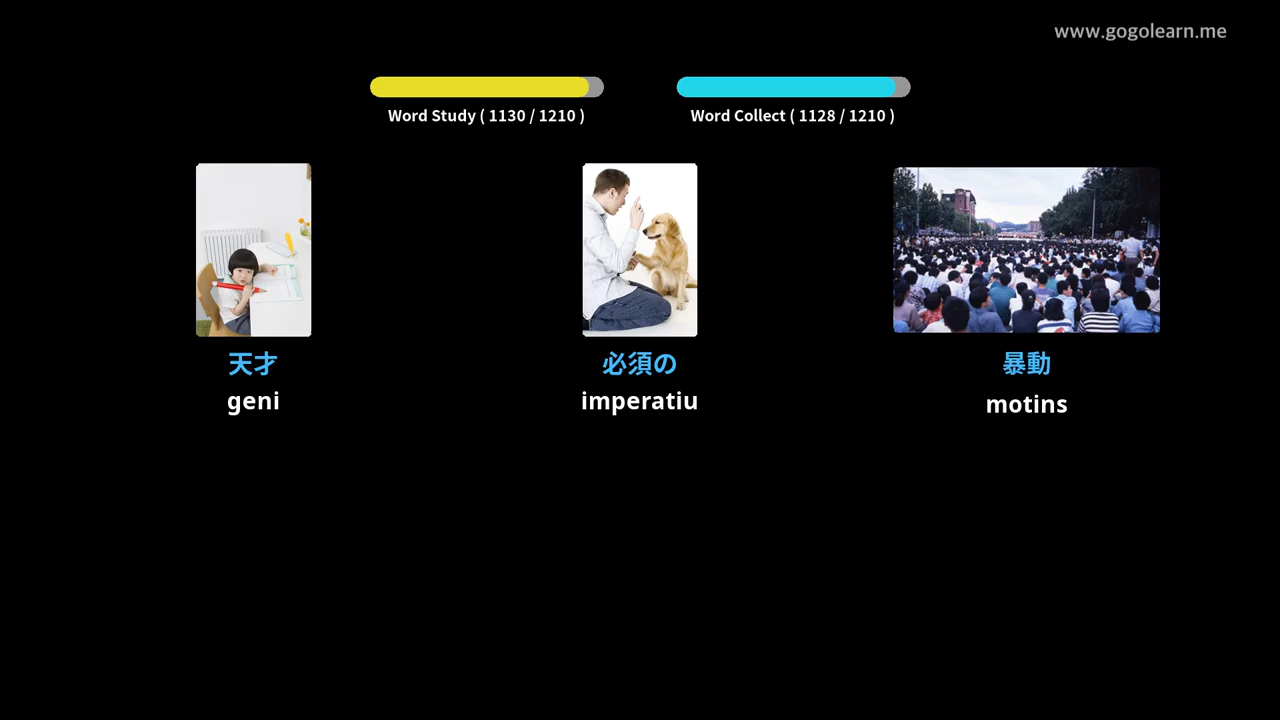 www.gogolearn.me
Word Study ( 1130 / 1210 )
Word Collect ( 1128 / 1210 )
天才
geni
必須の
imperatiu
暴動
motins